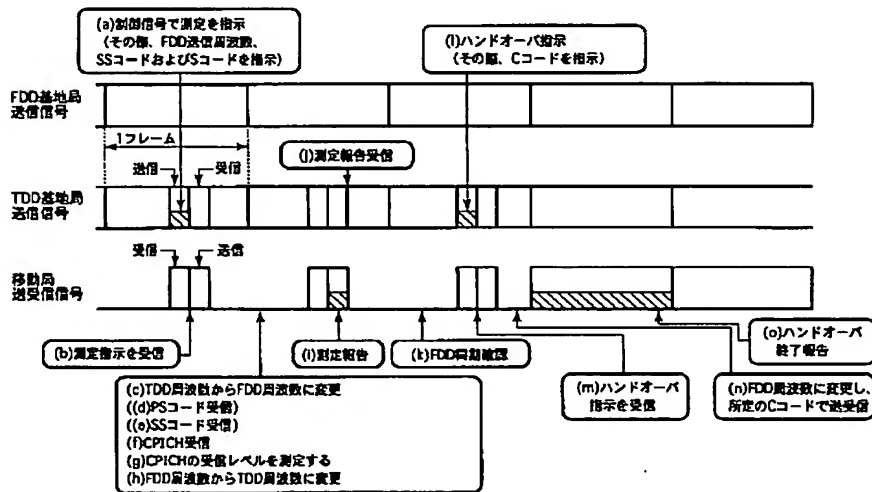 (a)制御信号で測定を指示
(その際、FDD送信周波数、
SSコードおよびSコードを指示)
(l)ハンドオーバ指示
(その際、Cコードを指示)
FDD基地局
送信信号
1フレーム
送信
受信
(j)測定報告受信
TDD基地局
送信信号
受信
送信
移動局
送受信信号
(b)測定指示を受信
(i)測定報告
(k)FDD同期確認
(o)ハンドオーバ
終了報告
(m)ハンドオーバ
指示を受信
(n)FDD周波数に変更し、
所定のCコードで送受信
(c)TDD周波数からFDD周波数に変更
((d)PSコード受信)
((e)SSコード受信)
(f)CPICH受信
(g)CPICHの受信レベルを測定する
(h)FDD周波数からTDD周波数に変更